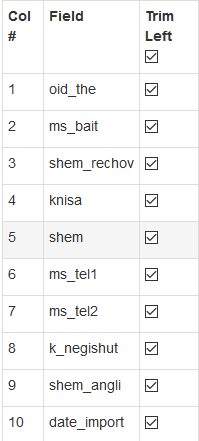 Col # Field Trim Left
1 oid_the
2 ms_bait
3 shem_rechov
4 knisa
5 shem
6 ms_tel1
7 ms_tel2
8 k_negishut
9 shem_angli
10 date_import